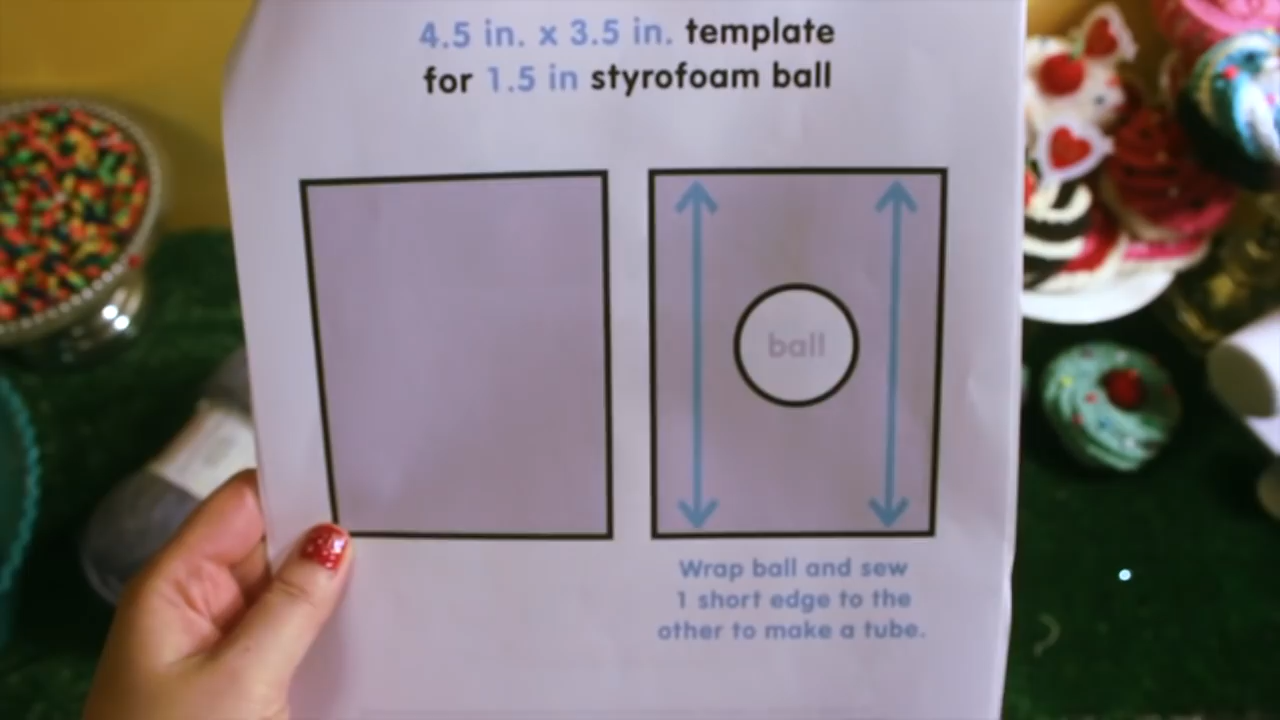 4.5 in. x 3.5 in. template
for 1.5 in styrofoam ball
ball
Wrap ball and sew
1 short edge to the
other to make a tube.